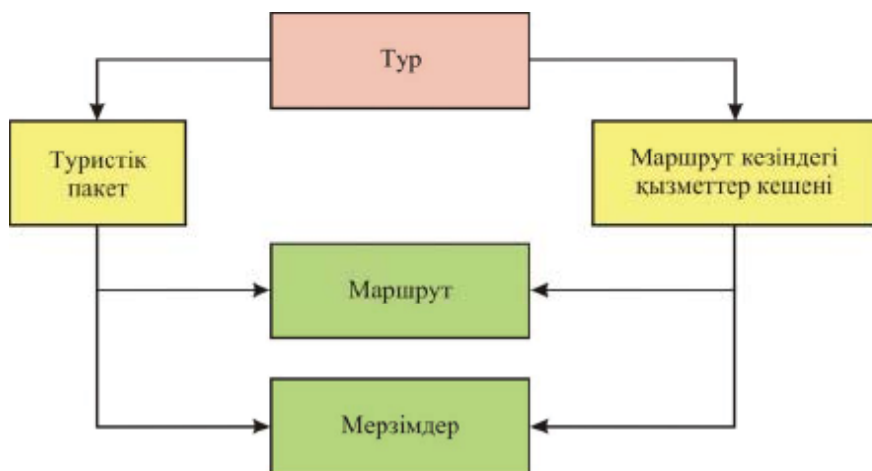 Тур
Туристік
пакет
Маршрут кезіндегі
қызметтер кешені
Маршрут
Мерзімдер